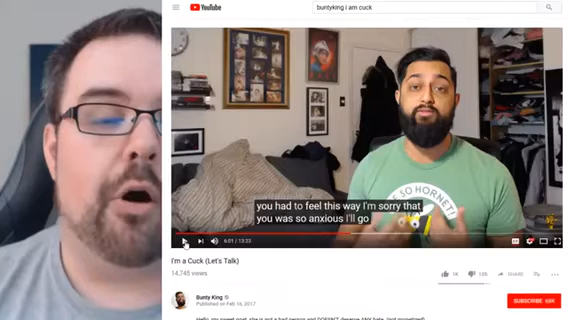 YouTube
buntyking i am cuck
SO HORNET!
you had to feel this way I'm sorry that
you was so anxious I'll go
6:01 / 13:23
I'm a Cuck (Let's Talk)
14,745 views
1K
SHARE
Bunty King
Published on Feb 16, 2017
SUBSCRIBE